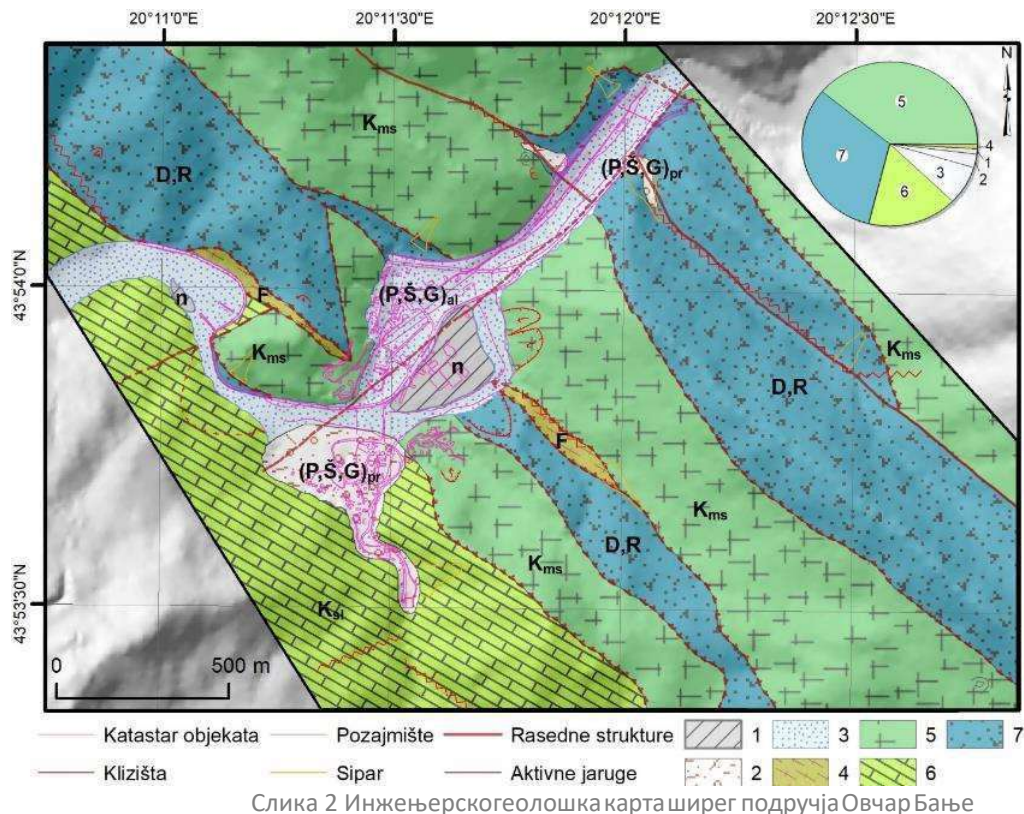 20°11'0"E 20°11'30"E 20°12'0"E 20°12'30"E
N
5
4
1
7
3
2
6
Kms
D,R
(P,Š,G)pr
43°54'0"N
n
F
(P,Š,G)al
Kms
n
Kms
D,R
F
(P,Š,G)pr
Kms
D,R
Kms
43°53'30"N
Ksl
0 500 m
Katastar objekata Pozajmište Rasedne strukture 1 3 5 7
Klizišta Sipar Aktivne jaruge 2 4 6
Слика 2 Инжењерскогеолошка карта ширег подручја Овчар Бање